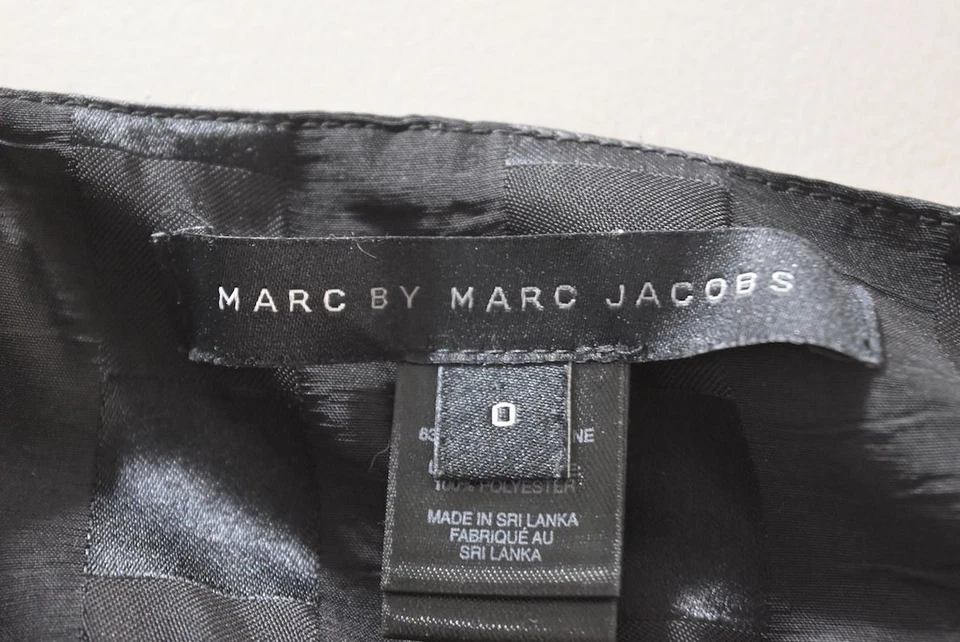 MARC BY MARC JACOBS
0
100% POLYESTER
MADE IN SRI LANKA
FABRIQUÉ AU
SRI LANKA